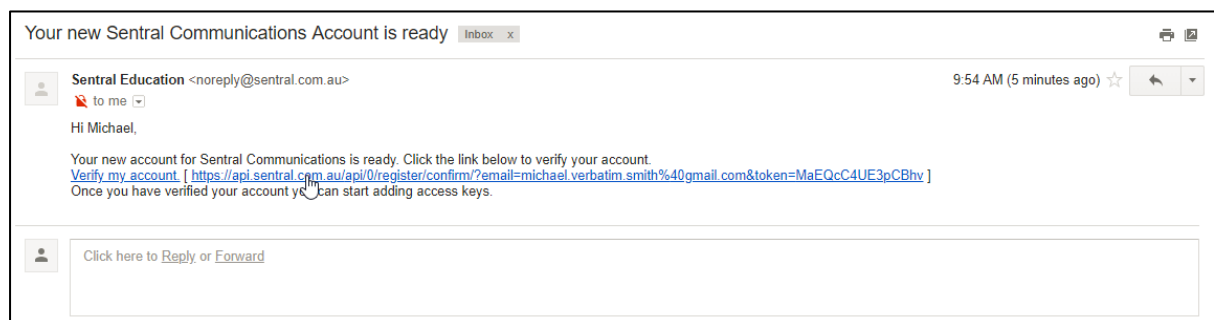 Your new Sentral Communications Account is ready Inbox x
Sentral Education <noreply@sentral.com.au> 9:54 AM (5 minutes ago)
to me
Hi Michael,
Your new account for Sentral Communications is ready. Click the link below to verify your account.
Verify my account. [ https://api.sentral.com.au/api/0/register/confirm/?email=michael.verbatim.smith%40gmail.com&token=MaEQcC4UE3pCBhv ]
Once you have verified your account you can start adding access keys.
Click here to Reply or Forward